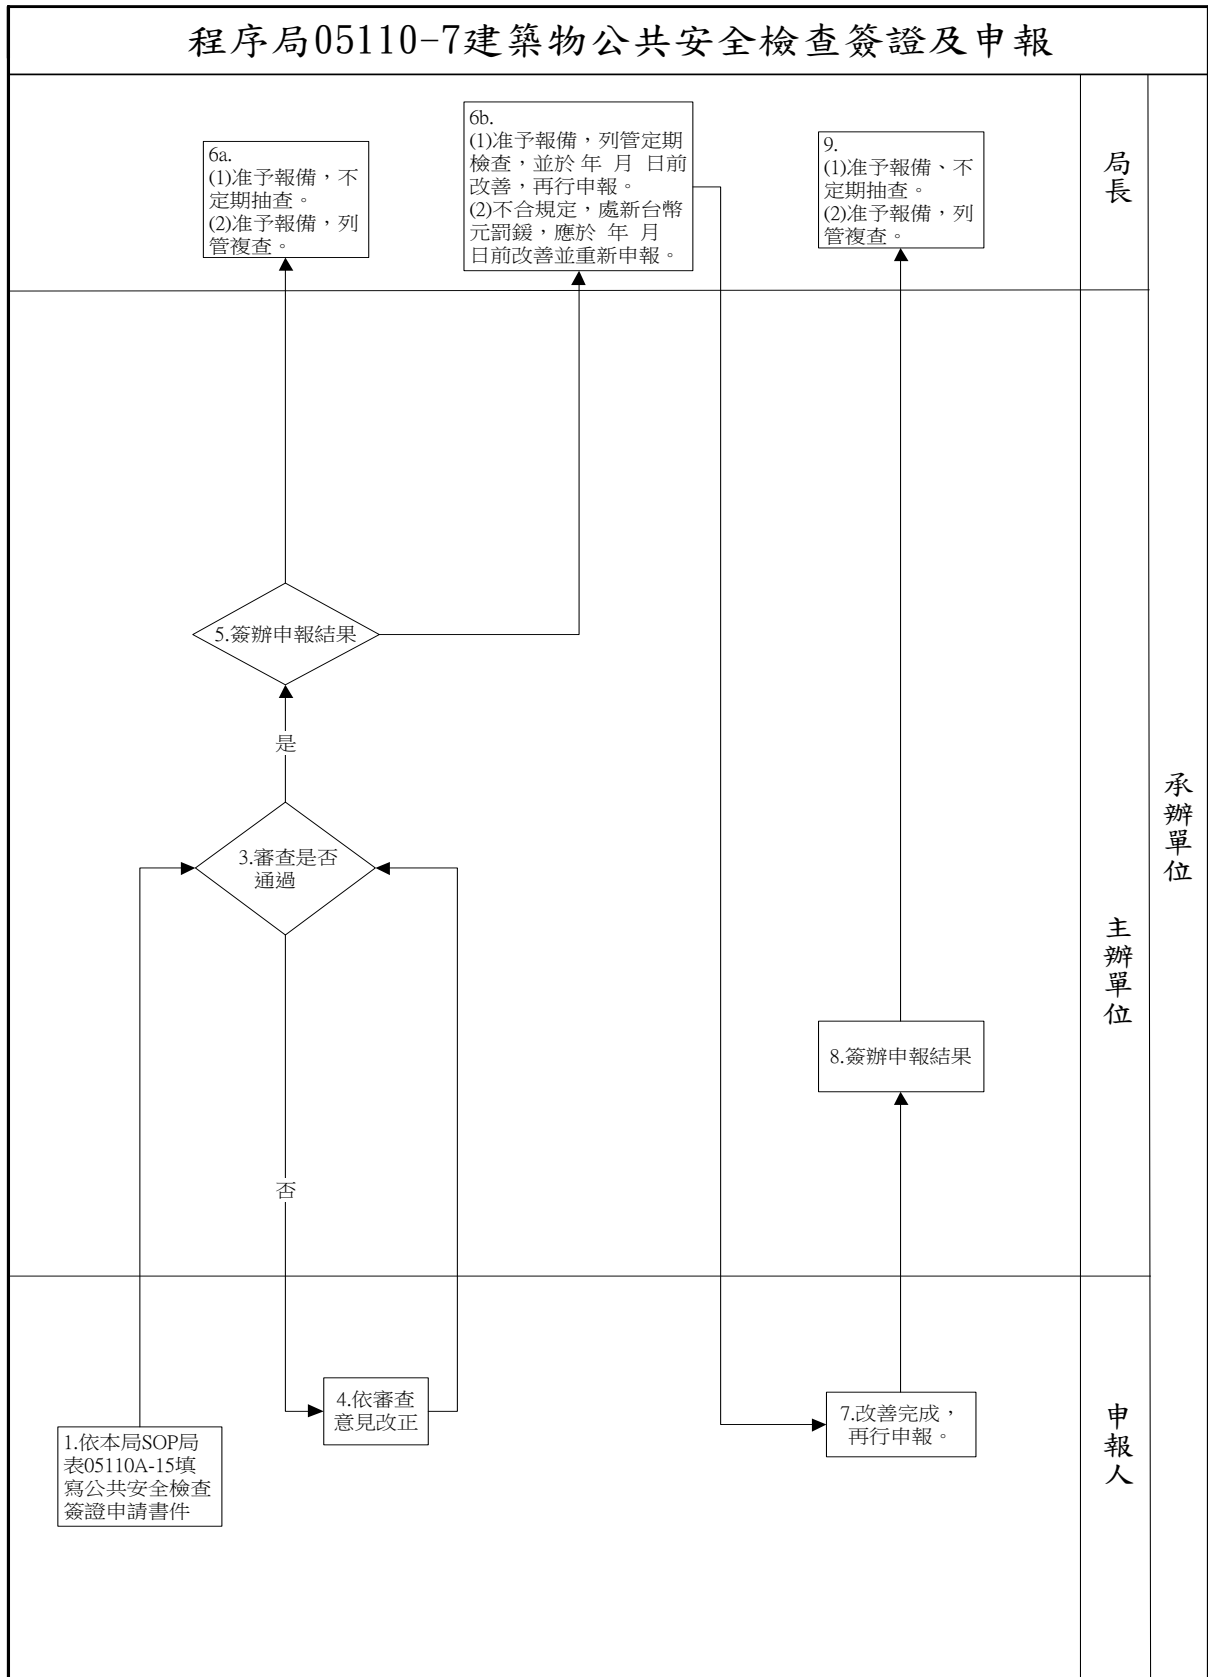 程序局05110-7建築物公共安全檢查簽證及申報
6a.
(1)准予報備，不
定期抽查。
(2)准予報備，列
管複查。
6b.
(1)准予報備，列管定期
檢查，並於 年 月 日前
改善，再行申報。
(2)不合規定，處新台幣
元罰鍰，應於 年 月
日前改善並重新申報。
9.
(1)准予報備、不
定期抽查。
(2)准予報備，列
管複查。
局長
5.簽辦申報結果
是
3.審查是否
通過
否
8.簽辦申報結果
主辦單位
承辦單位
1.依本局SOP局
表05110A-15填
寫公共安全檢查
簽證申請書件
4.依審查
意見改正
7.改善完成，
再行申報。
申報人